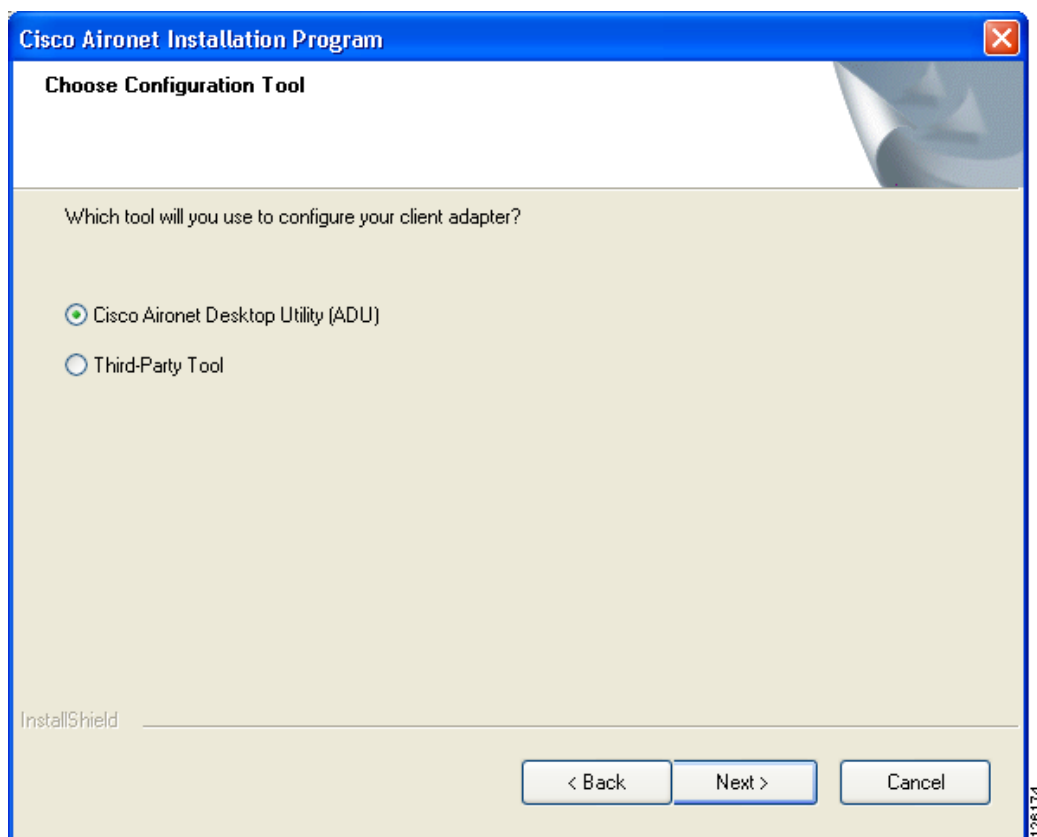 Cisco Aironet Installation Program
Choose Configuration Tool
Which tool will you use to configure your client adapter?
Cisco Aironet Desktop Utility (ADU)
Third-Party Tool
InstallShield
< Back
Next >
Cancel
126174